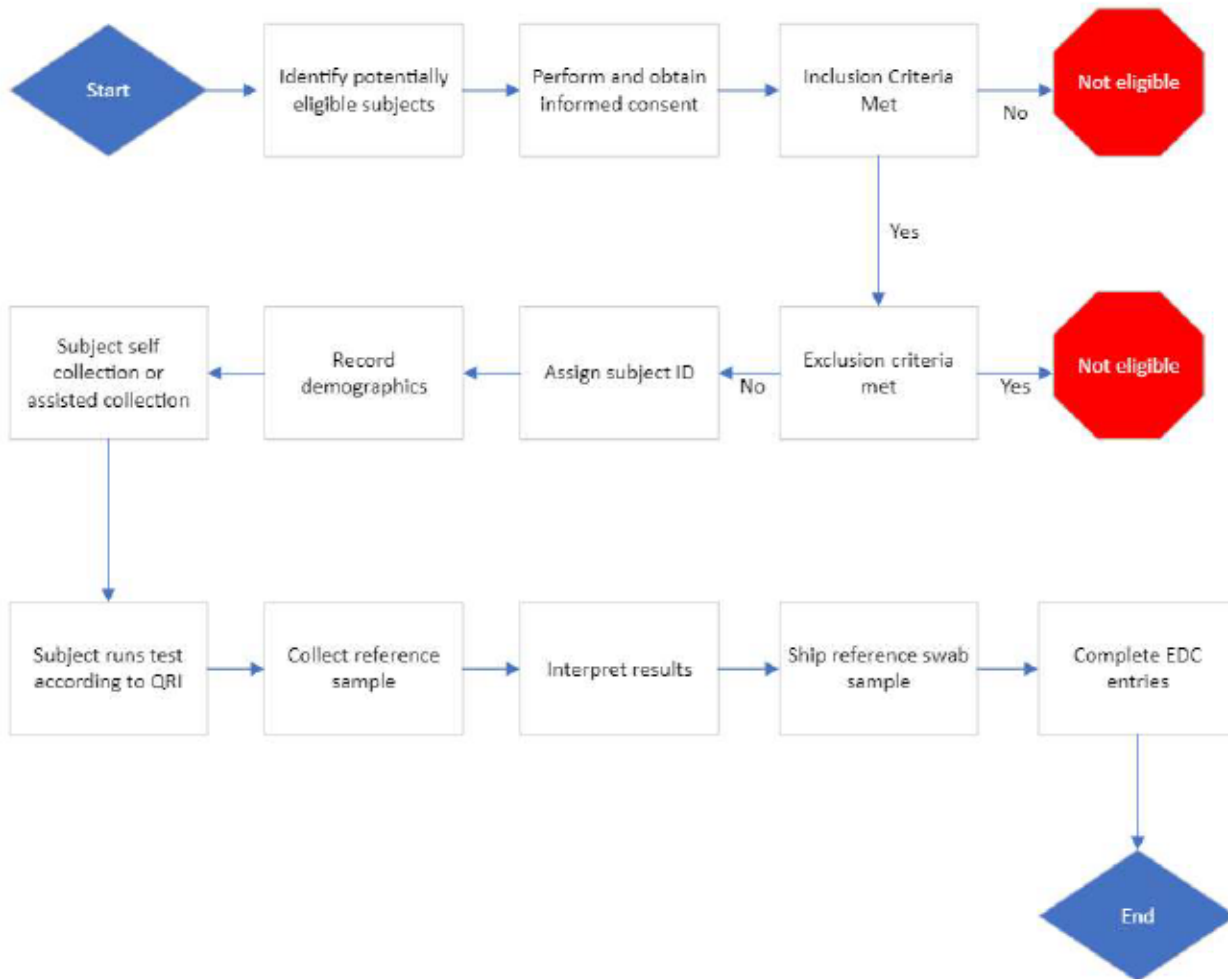 Start
Identify potentially
eligible subjects
Perform and obtain
informed consent
Inclusion Criteria
Met
No
Not eligible
Yes
Subject self
collection or
assisted collection
Record
demographics
Assign subject ID
No
Exclusion criteria
met
Yes
Not eligible
Subject runs test
according to QRI
Collect reference
sample
Interpret results
Ship reference swab
sample
Complete EDC
entries
End